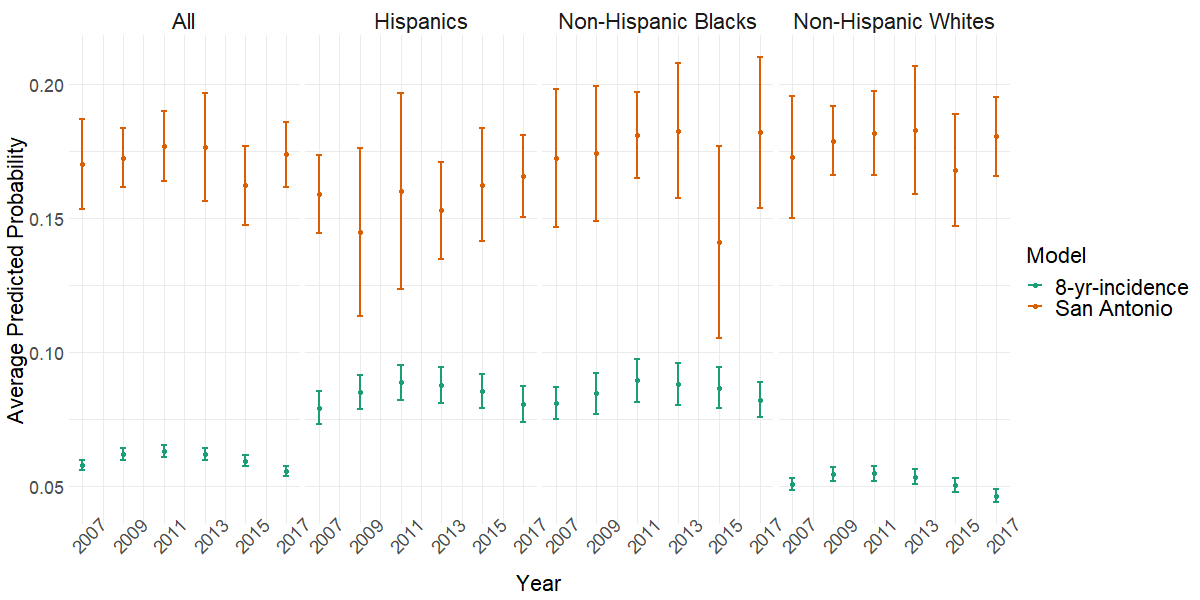 All Hispanics Non-Hispanic Blacks Non-Hispanic Whites
Average Predicted Probability
0.20
0.15
0.10
0.05
2007 2009 2011 2013 2015 2017 2007 2009 2011 2013 2015 2017 2007 2009 2011 2013 2015 2017 2007 2009 2011 2013 2015 2017
Year
Model
8-yr-incidence
San Antonio